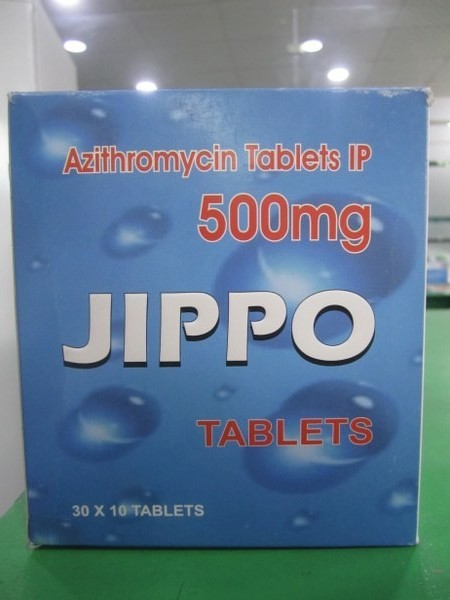 Azithromycin Tablets IP
500mg
JIPPO
TABLETS
30 X 10 TABLETS